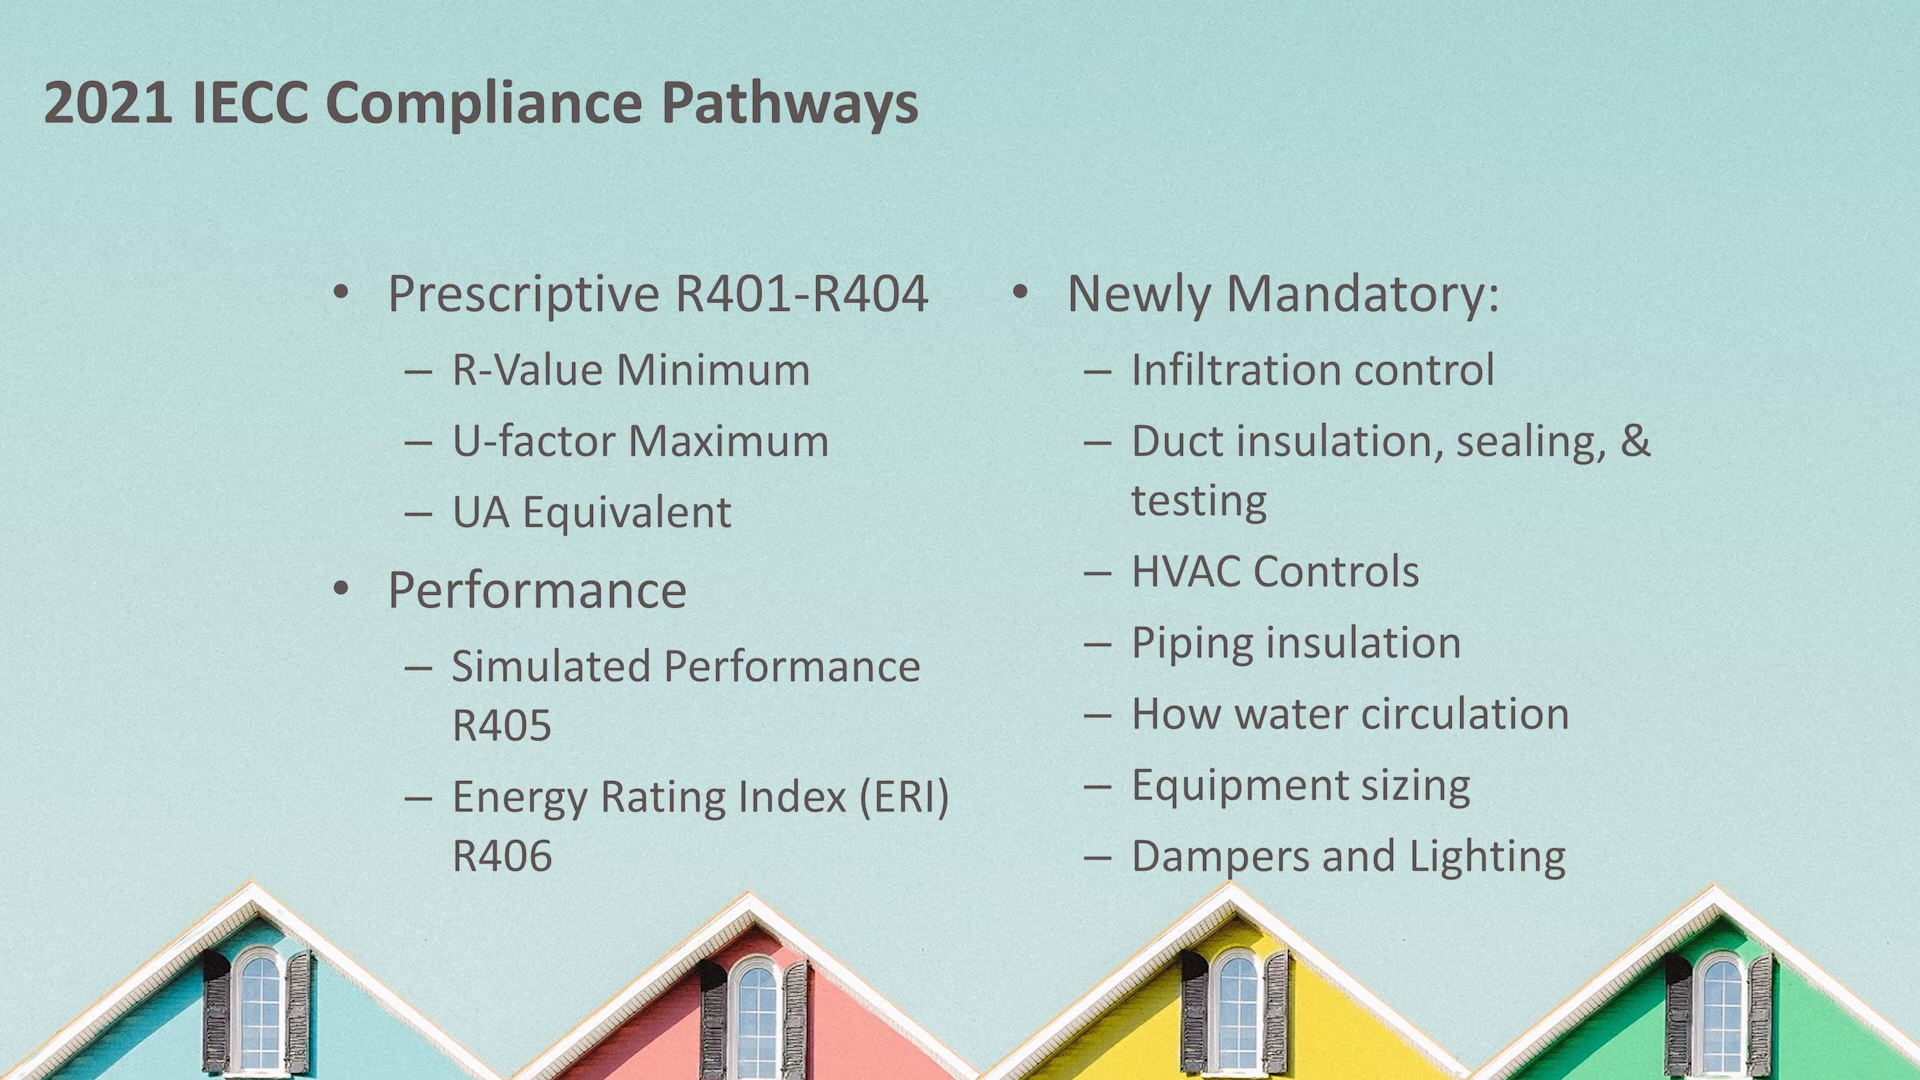 2021 IECC Compliance Pathways
• Prescriptive R401-R404
– R-Value Minimum
– U-factor Maximum
– UA Equivalent
• Performance
– Simulated Performance
R405
– Energy Rating Index (ERI)
R406
• Newly Mandatory:
– Infiltration control
– Duct insulation, sealing, &
testing
– HVAC Controls
– Piping insulation
– How water circulation
– Equipment sizing
– Dampers and Lighting